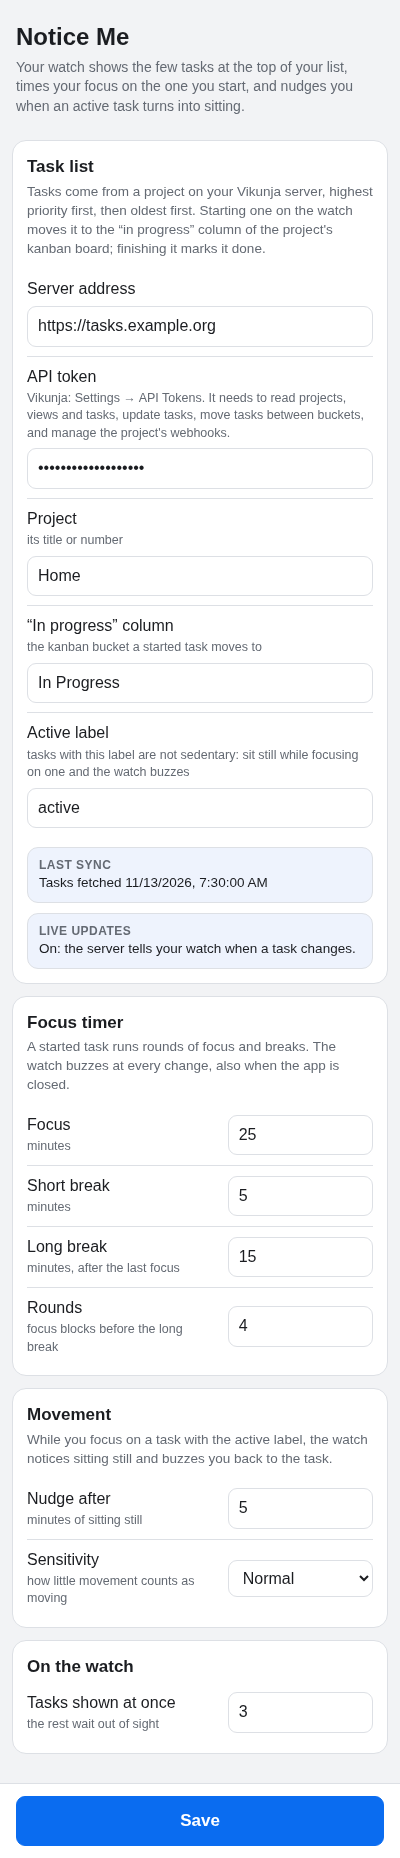 Notice Me
Your watch shows the few tasks at the top of your list,
times your focus on the one you start, and nudges you
when an active task turns into sitting.
Task list
Tasks come from a project on your Vikunja server, highest
priority first, then oldest first. Starting one on the watch
moves it to the “in progress” column of the project's
kanban board; finishing it marks it done.
Server address
https://tasks.example.org
API token
Vikunja: Settings → API Tokens. It needs to read projects,
views and tasks, update tasks, move tasks between buckets,
and manage the project's webhooks.
••••••••••••••••••
Project
its title or number
Home
“In progress” column
the kanban bucket a started task moves to
In Progress
Active label
tasks with this label are not sedentary: sit still while focusing
on one and the watch buzzes
active
LAST SYNC
Tasks fetched 11/13/2026, 7:30:00 AM
LIVE UPDATES
On: the server tells your watch when a task changes.
Focus timer
A started task runs rounds of focus and breaks. The
watch buzzes at every change, also when the app is
closed.
Focus
minutes
25
Short break
minutes
5
Long break
minutes, after the last focus
15
Rounds
focus blocks before the long
break
4
Movement
While you focus on a task with the active label, the watch
notices sitting still and buzzes you back to the task.
Nudge after
minutes of sitting still
5
Sensitivity
how little movement counts as
moving
Normal
On the watch
Tasks shown at once
the rest wait out of sight
3
Save